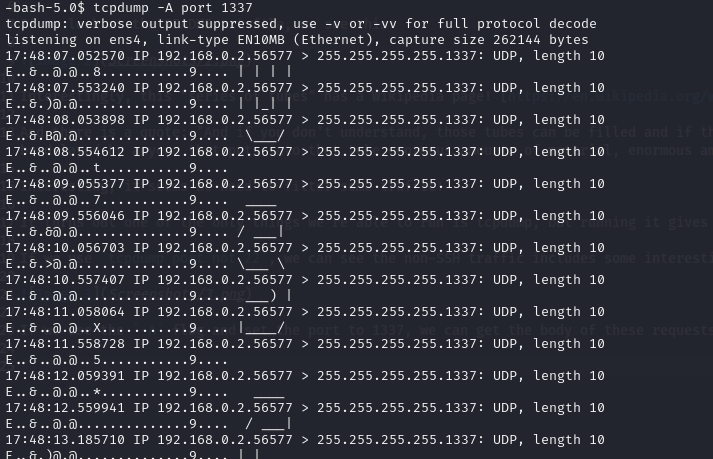 -bash-5.0$ tcpdump -A port 1337
tcpdump: verbose output suppressed, use -v or -vv for full protocol decode
listening on ens4, link-type EN10MB (Ethernet), capture size 262144 bytes
17:48:07.052570 IP 192.168.0.2.56577 > 255.255.255.255.1337: UDP, length 10
E..&..@.@..8...........9.... | | | |
17:48:07.553240 IP 192.168.0.2.56577 > 255.255.255.255.1337: UDP, length 10
E..&.)@.@..............9.... | |_| |
17:48:08.053898 IP 192.168.0.2.56577 > 255.255.255.255.1337: UDP, length 10
E..&.B@.@..............9....  \___/
17:48:08.554612 IP 192.168.0.2.56577 > 255.255.255.255.1337: UDP, length 10
E..&..@.@..t...........9....
17:48:09.055377 IP 192.168.0.2.56577 > 255.255.255.255.1337: UDP, length 10
E..&..@.@..7...........9....  ____
17:48:09.556046 IP 192.168.0.2.56577 > 255.255.255.255.1337: UDP, length 10
E..&.&@.@..............9.... / ___|
17:48:10.056703 IP 192.168.0.2.56577 > 255.255.255.255.1337: UDP, length 10
E..&.>@.@..............9.... \___ \
17:48:10.557407 IP 192.168.0.2.56577 > 255.255.255.255.1337: UDP, length 10
E..&..@.@..............9....  ___) |
17:48:11.058064 IP 192.168.0.2.56577 > 255.255.255.255.1337: UDP, length 10
E..&..@.@..X...........9.... |____/
17:48:11.558728 IP 192.168.0.2.56577 > 255.255.255.255.1337: UDP, length 10
E..&..@.@..5...........9....
17:48:12.059391 IP 192.168.0.2.56577 > 255.255.255.255.1337: UDP, length 10
E..&..@.@..*...........9....   ____
17:48:12.559941 IP 192.168.0.2.56577 > 255.255.255.255.1337: UDP, length 10
E..&..@.@..............9....  / ___|
17:48:13.185710 IP 192.168.0.2.56577 > 255.255.255.255.1337: UDP, length 10
E..&.)@.@..............9.... | |